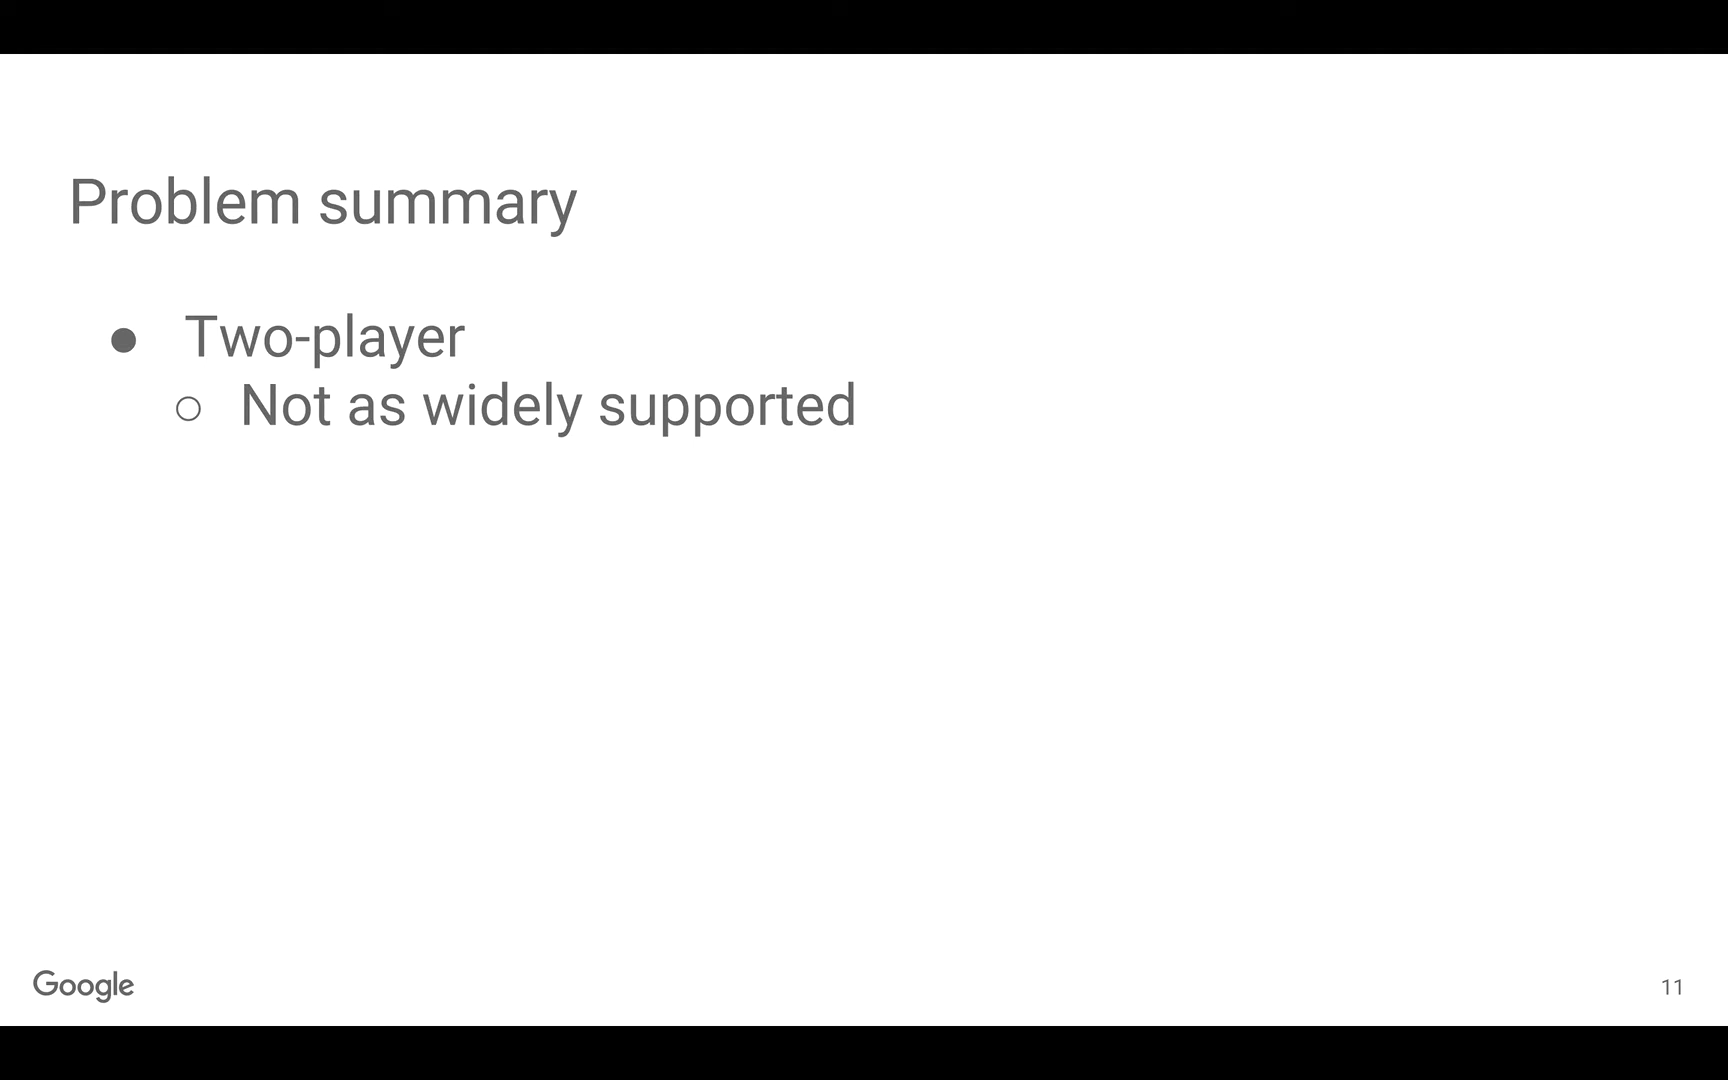 Problem summary
● Two-player
○ Not as widely supported
Google
11